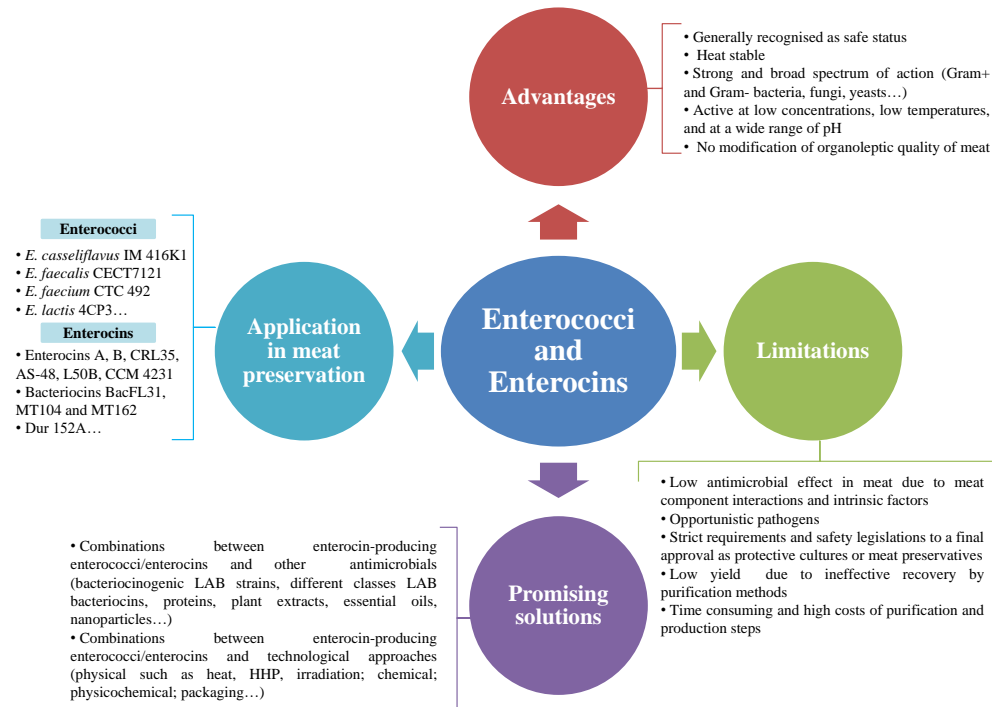 Advantages
• Generally recognised as safe status
• Heat stable
• Strong and broad spectrum of action (Gram+
and Gram- bacteria, fungi, yeasts…)
• Active at low concentrations, low temperatures,
and at a wide range of pH
• No modification of organoleptic quality of meat
Enterococci
• E. casseliflavus IM 416K1
• E. faecalis CECT7121
• E. faecium CTC 492
• E. lactis 4CP3…
Enterocins
• Enterocins A, B, CRL35,
AS-48, L50B, CCM 4231
• Bacteriocins BacFL31,
MT104 and MT162
• Dur 152A…
Application
in meat
preservation
Enterococci
and
Enterocins
Limitations
• Low antimicrobial effect in meat due to meat
component interactions and intrinsic factors
• Opportunistic pathogens
• Strict requirements and safety legislations to a final
approval as protective cultures or meat preservatives
• Low yield due to ineffective recovery by
purification methods
• Time consuming and high costs of purification and
production steps
• Combinations between enterocin-producing
enterococci/enterocins and other antimicrobials
(bacteriocinogenic LAB strains, different classes LAB
bacteriocins, proteins, plant extracts, essential oils,
nanoparticles…)
• Combinations between enterocin-producing
enterococci/enterocins and technological approaches
(physical such as heat, HHP, irradiation; chemical;
physicochemical; packaging…)
Promising
solutions